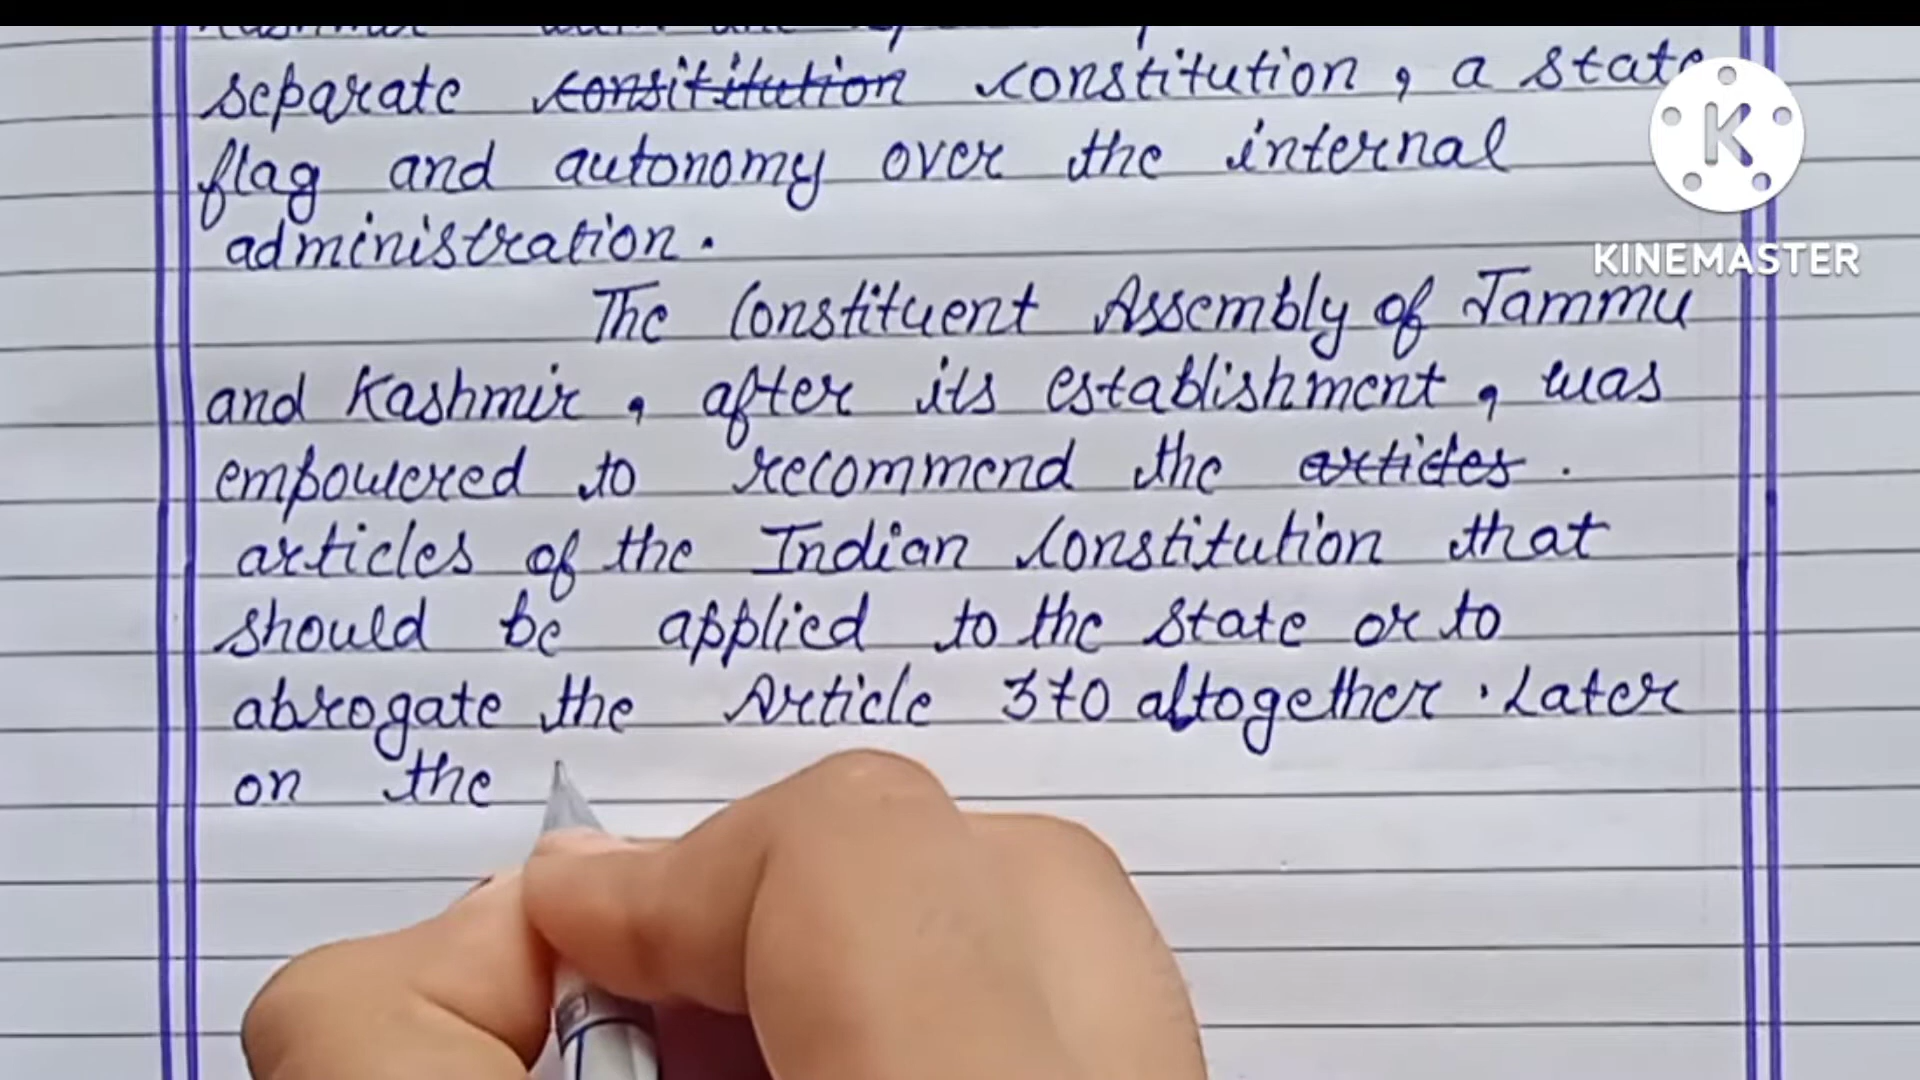 separate consititution constitution, a state
flag and autonomy over the internal
administration.
The Constituent Assembly of Jammu
and Kashmir, after its establishment, was
empowered to recommend the articles.
articles of the Indian Constitution that
should be applied to the state or to
abrogate the Article 370 altogether. Later
on the
K
KINEMASTER